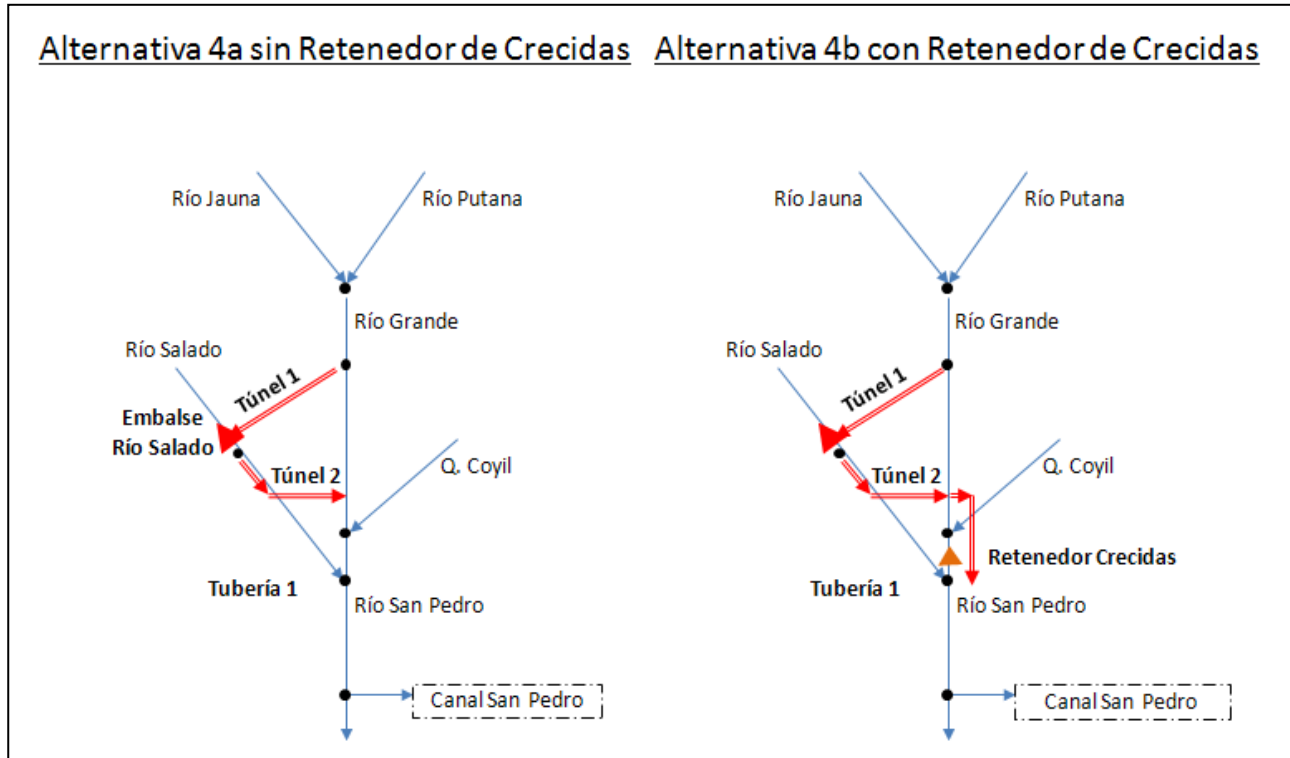 Alternativa 4a sin Retenedor de Crecidas
Río Jauna
Río Putana
Río Grande
Río Salado
Túnel 1
Embalse
Río Salado
Túnel 2
Q. Coyil
Tubería 1
Río San Pedro
Canal San Pedro
Alternativa 4b con Retenedor de Crecidas
Río Jauna
Río Putana
Río Grande
Río Salado
Túnel 1
Túnel 2
Q. Coyil
Retenedor Crecidas
Tubería 1
Río San Pedro
Canal San Pedro